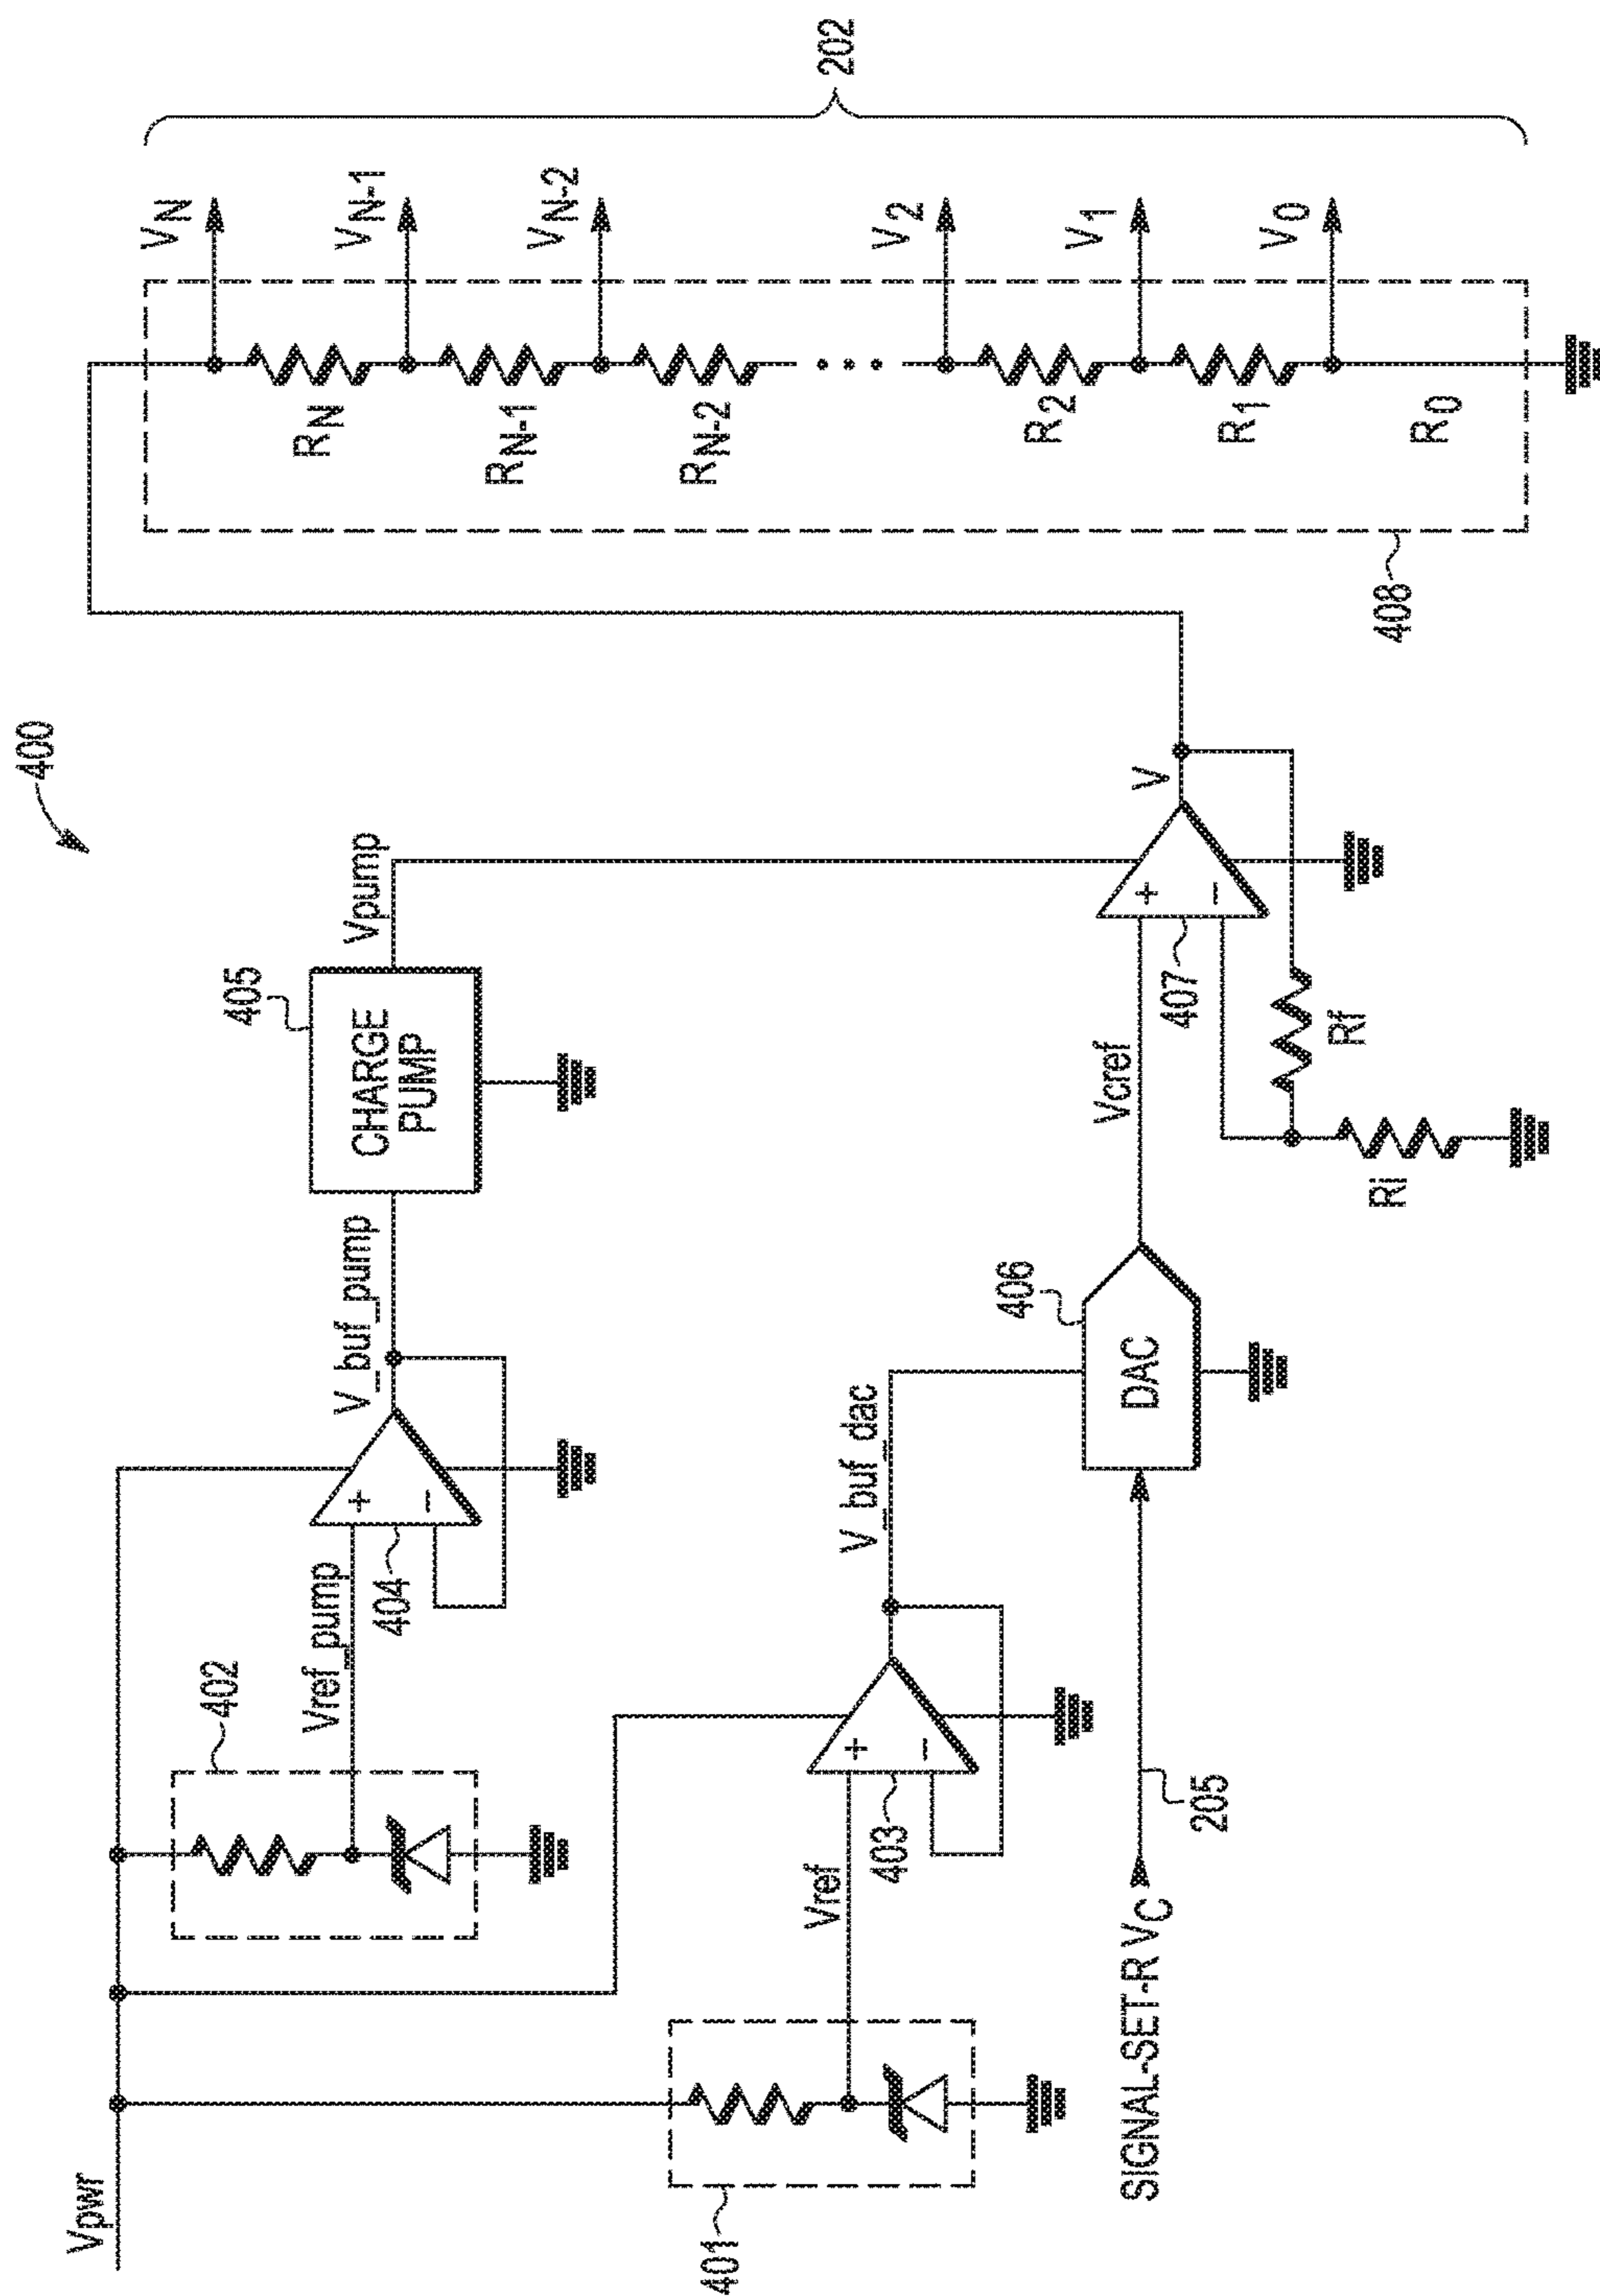 400
Vpwr
401
402
Vref_pump
404
V_buf_pump
405
CHARGE
PUMP
Vpump
Vref
403
V_buf_dac
SIGNAL-SET-R VC
205
406
DAC
Vcref
407
+
−
+
−
+
−
V
Rf
Ri
408
RN
RN-1
RN-2
R2
R1
R0
VN
VN-1
VN-2
V2
V1
V0
202